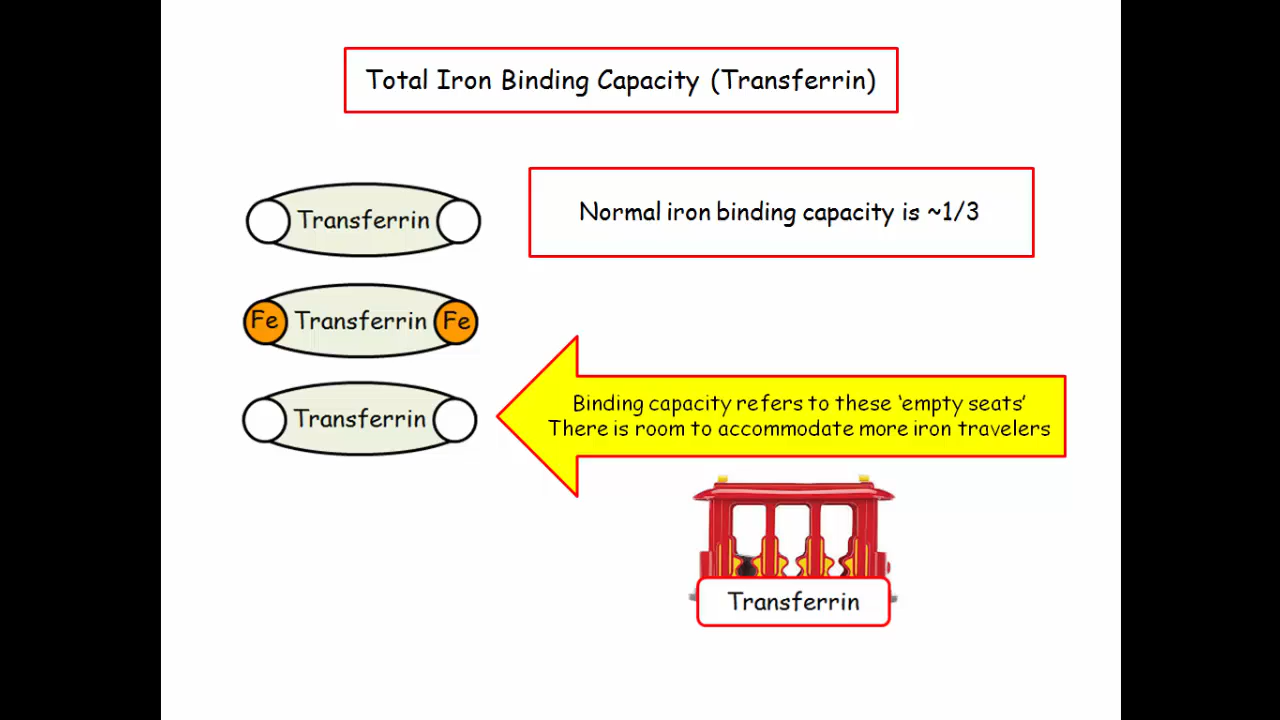 Total Iron Binding Capacity (Transferrin)
Transferrin
Normal iron binding capacity is ~1/3
Fe Transferrin Fe
Transferrin
Binding capacity refers to these ‘empty seats’
There is room to accommodate more iron travelers
Transferrin